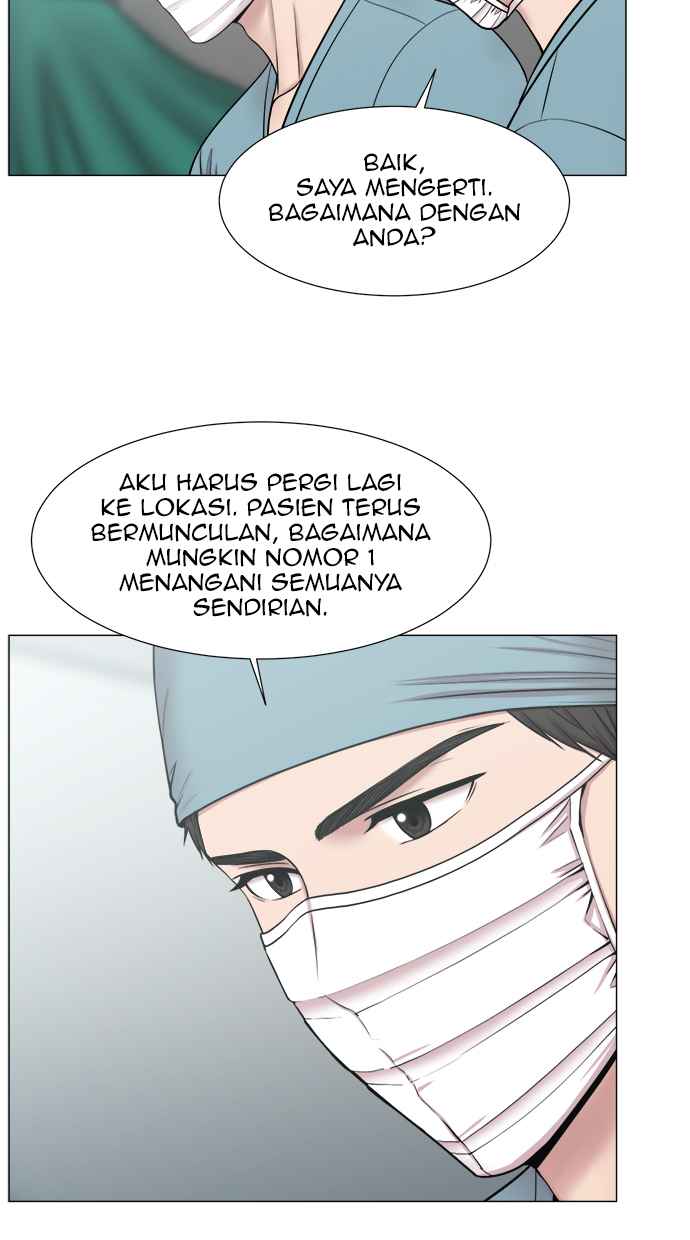 BAIK,
SAYA MENGERTI.
BAGAIMANA DENGAN
ANDA?
AKU HARUS PERGI LAGI
KE LOKASI. PASIEN TERUS
BERMUNCULAN, BAGAIMANA
MUNGKIN NOMOR 1
MENANGANI SEMUANYA
SENDIRIAN.